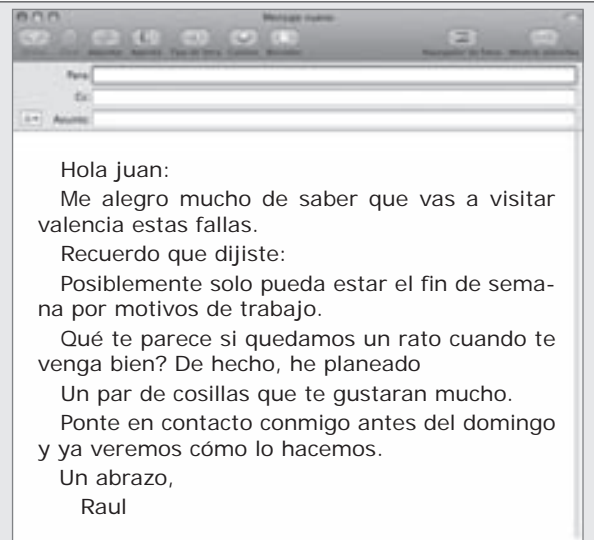 Mensaje nuevo
Para:
Cc:
Asunto:
Hola juan:
Me alegro mucho de saber que vas a visitar
valencia estas fallas.
Recuerdo que dijiste:
Posiblemente solo pueda estar el fin de sema-
na por motivos de trabajo.
Qué te parece si quedamos un rato cuando te
venga bien? De hecho, he planeado
Un par de cosillas que te gustaran mucho.
Ponte en contacto conmigo antes del domingo
y ya veremos cómo lo hacemos.
Un abrazo,
Raul